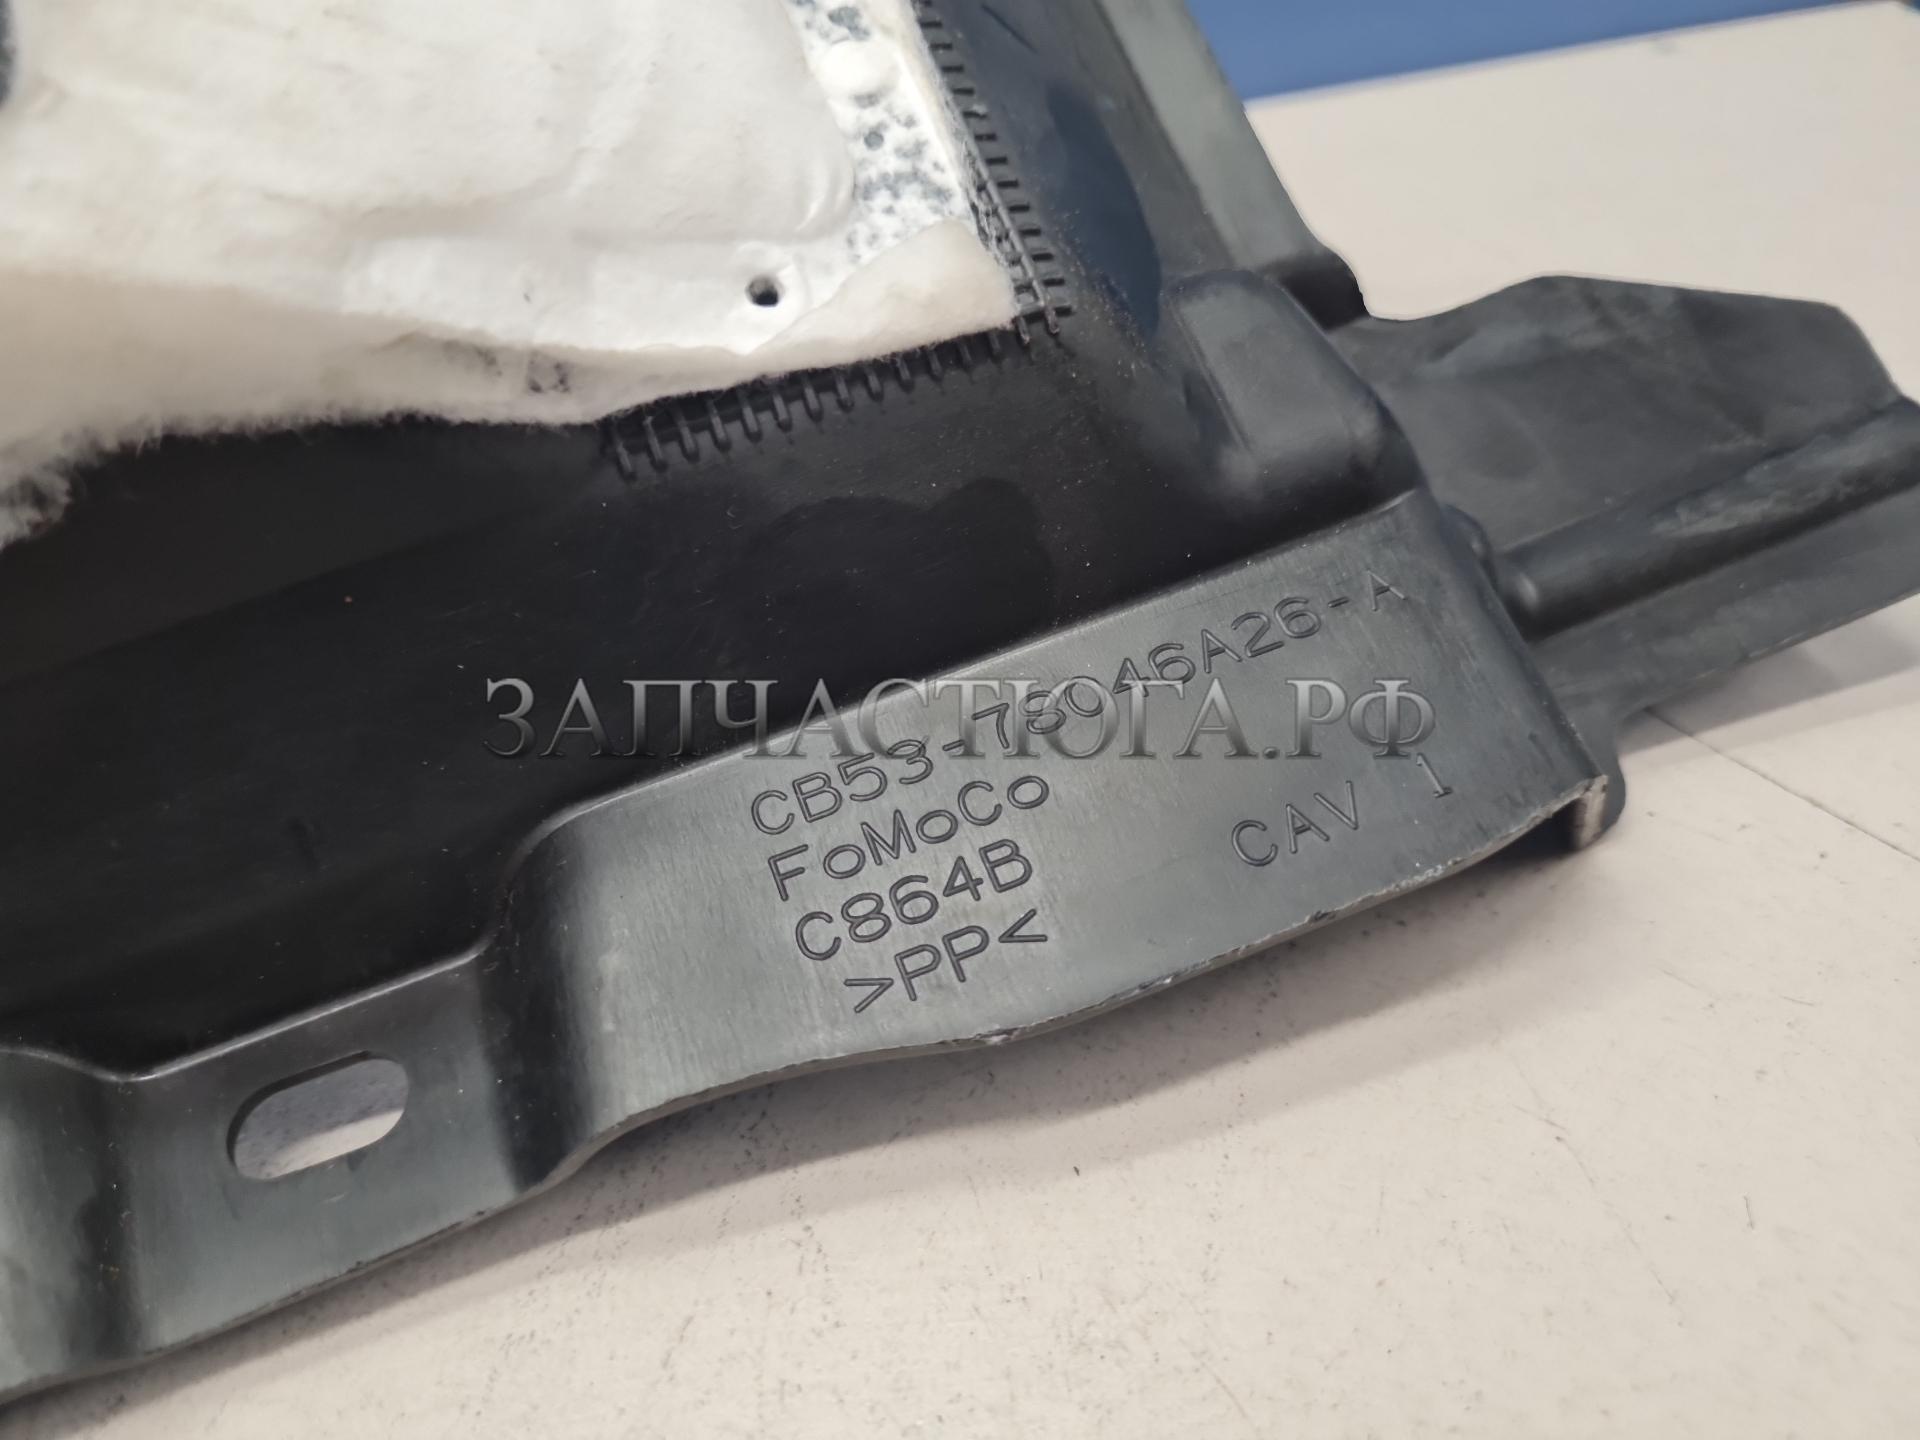 CB53-78046A26-A
FoMoCo
C864B
>PP<
CAV 1
ЗАПЧАСТЮГА.РФ